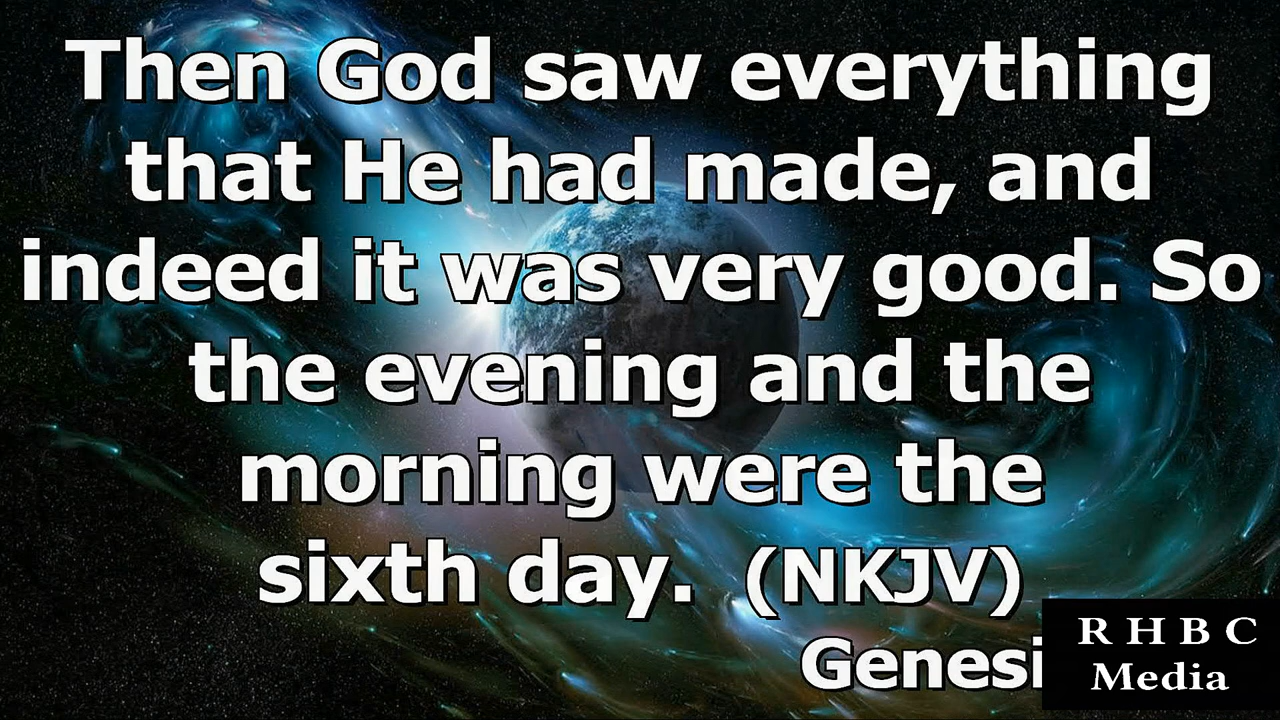 Then God saw everything
that He had made, and
indeed it was very good. So
the evening and the
morning were the
sixth day. (NKJV)
Genesi
R H B C
Media